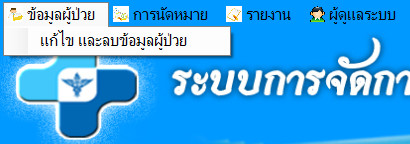 ข้อมูลผู้ป่วย การนัดหมาย รายงาน ผู้ดูแลระบบ
แก้ไข และลบข้อมูลผู้ป่วย
ระบบการจัดกา